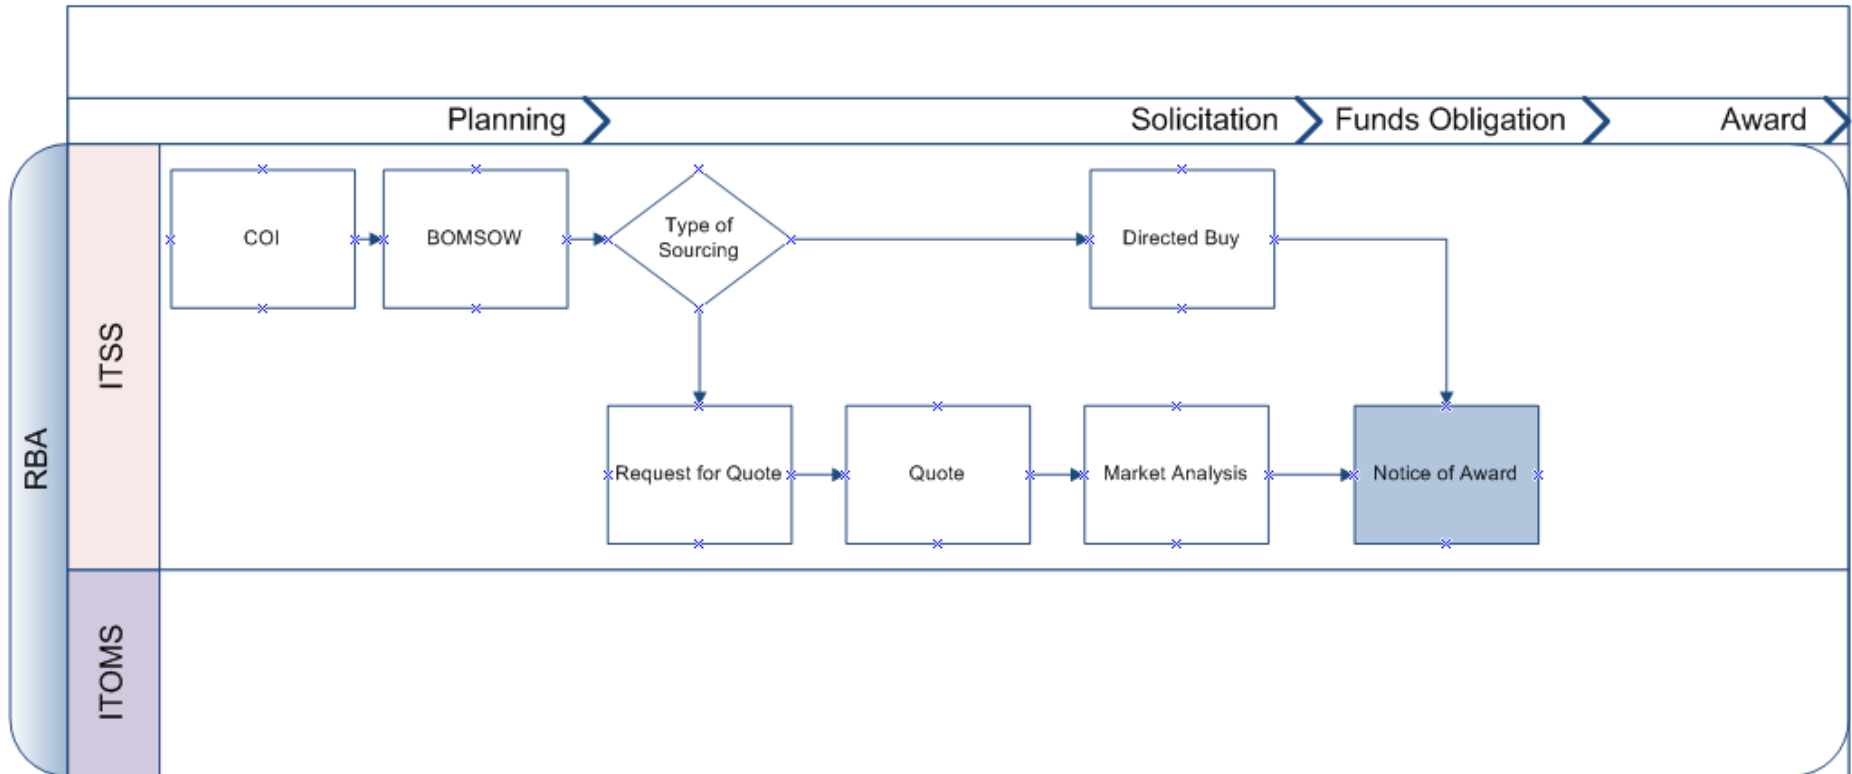 Planning
Solicitation
Funds Obligation
Award
RBA
ITSS
COI
BOMSOW
Type of
Sourcing
Directed Buy
Request for Quote
Quote
Market Analysis
Notice of Award
ITOMS